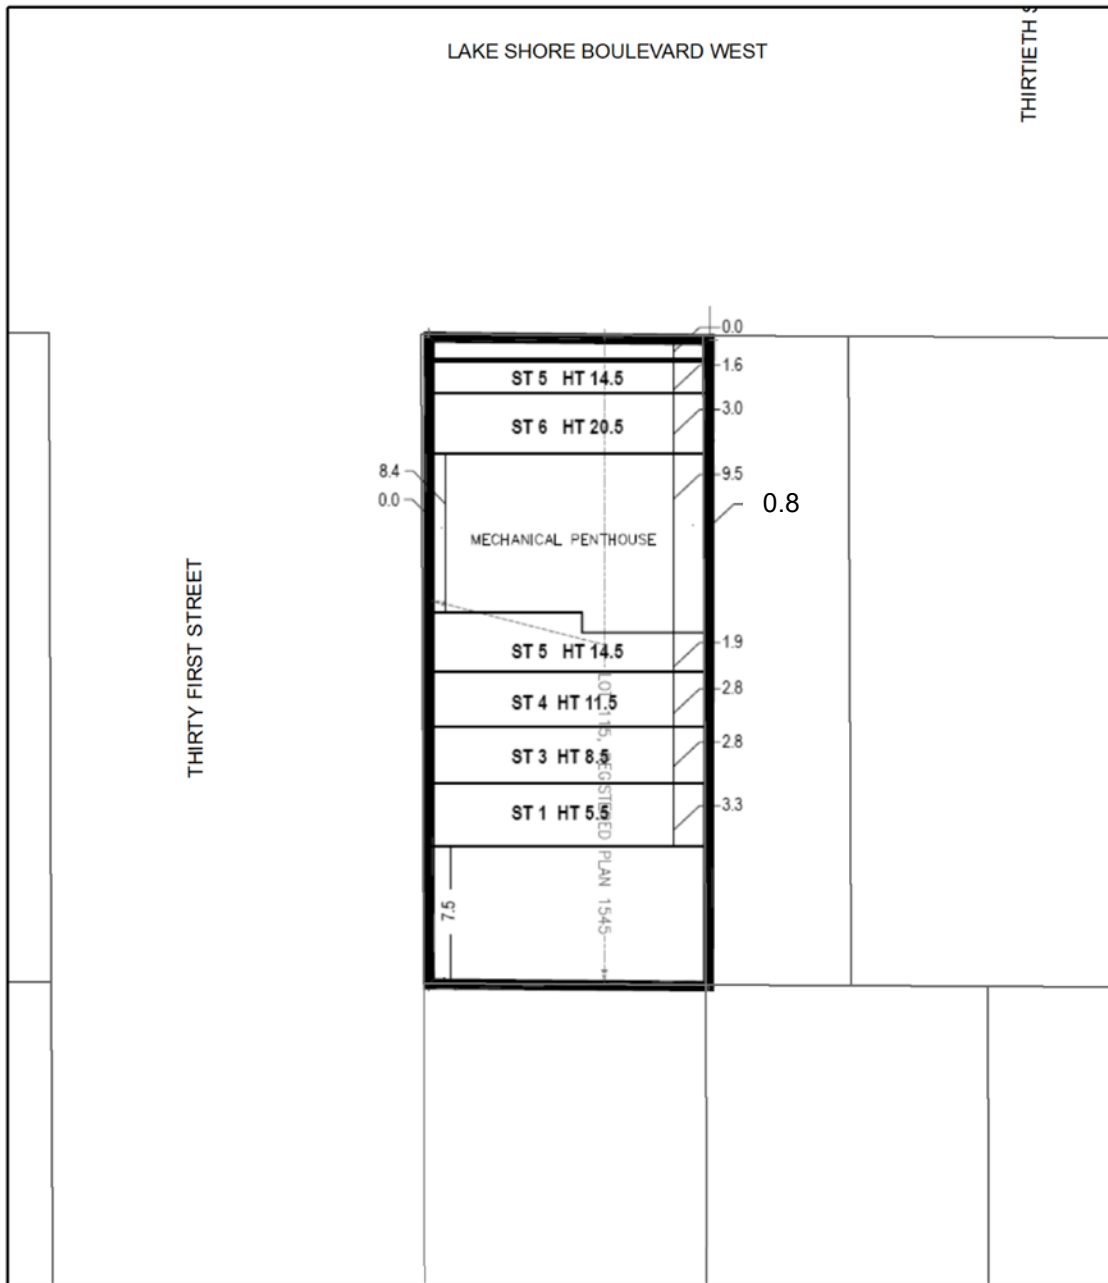 LAKE SHORE BOULEVARD WEST
THIRTIETH S
0.0
1.6
ST 5 HT 14.5
3.0
ST 6 HT 20.5
8.4
9.5
0.0
0.8
MECHANICAL PENTHOUSE
THIRTY FIRST STREET
1.9
ST 5 HT 14.5
2.8
ST 4 HT 11.5
2.8
ST 3 HT 8.5
3.3
ST 1 HT 5.5
LOT 115, REGISTERED PLAN 1545
7.5